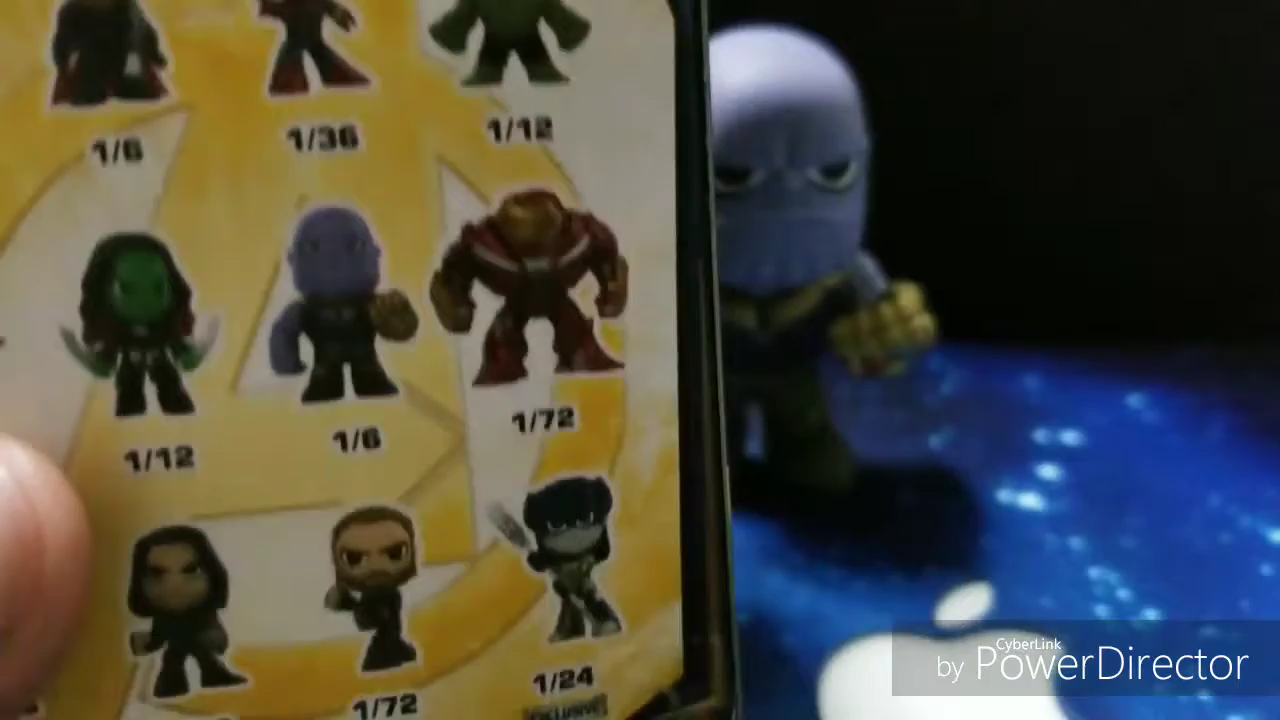 1/6 1/36 1/12
1/12 1/6 1/72
1/72 1/24
EXCLUSIVE
CyberLink
by PowerDirector